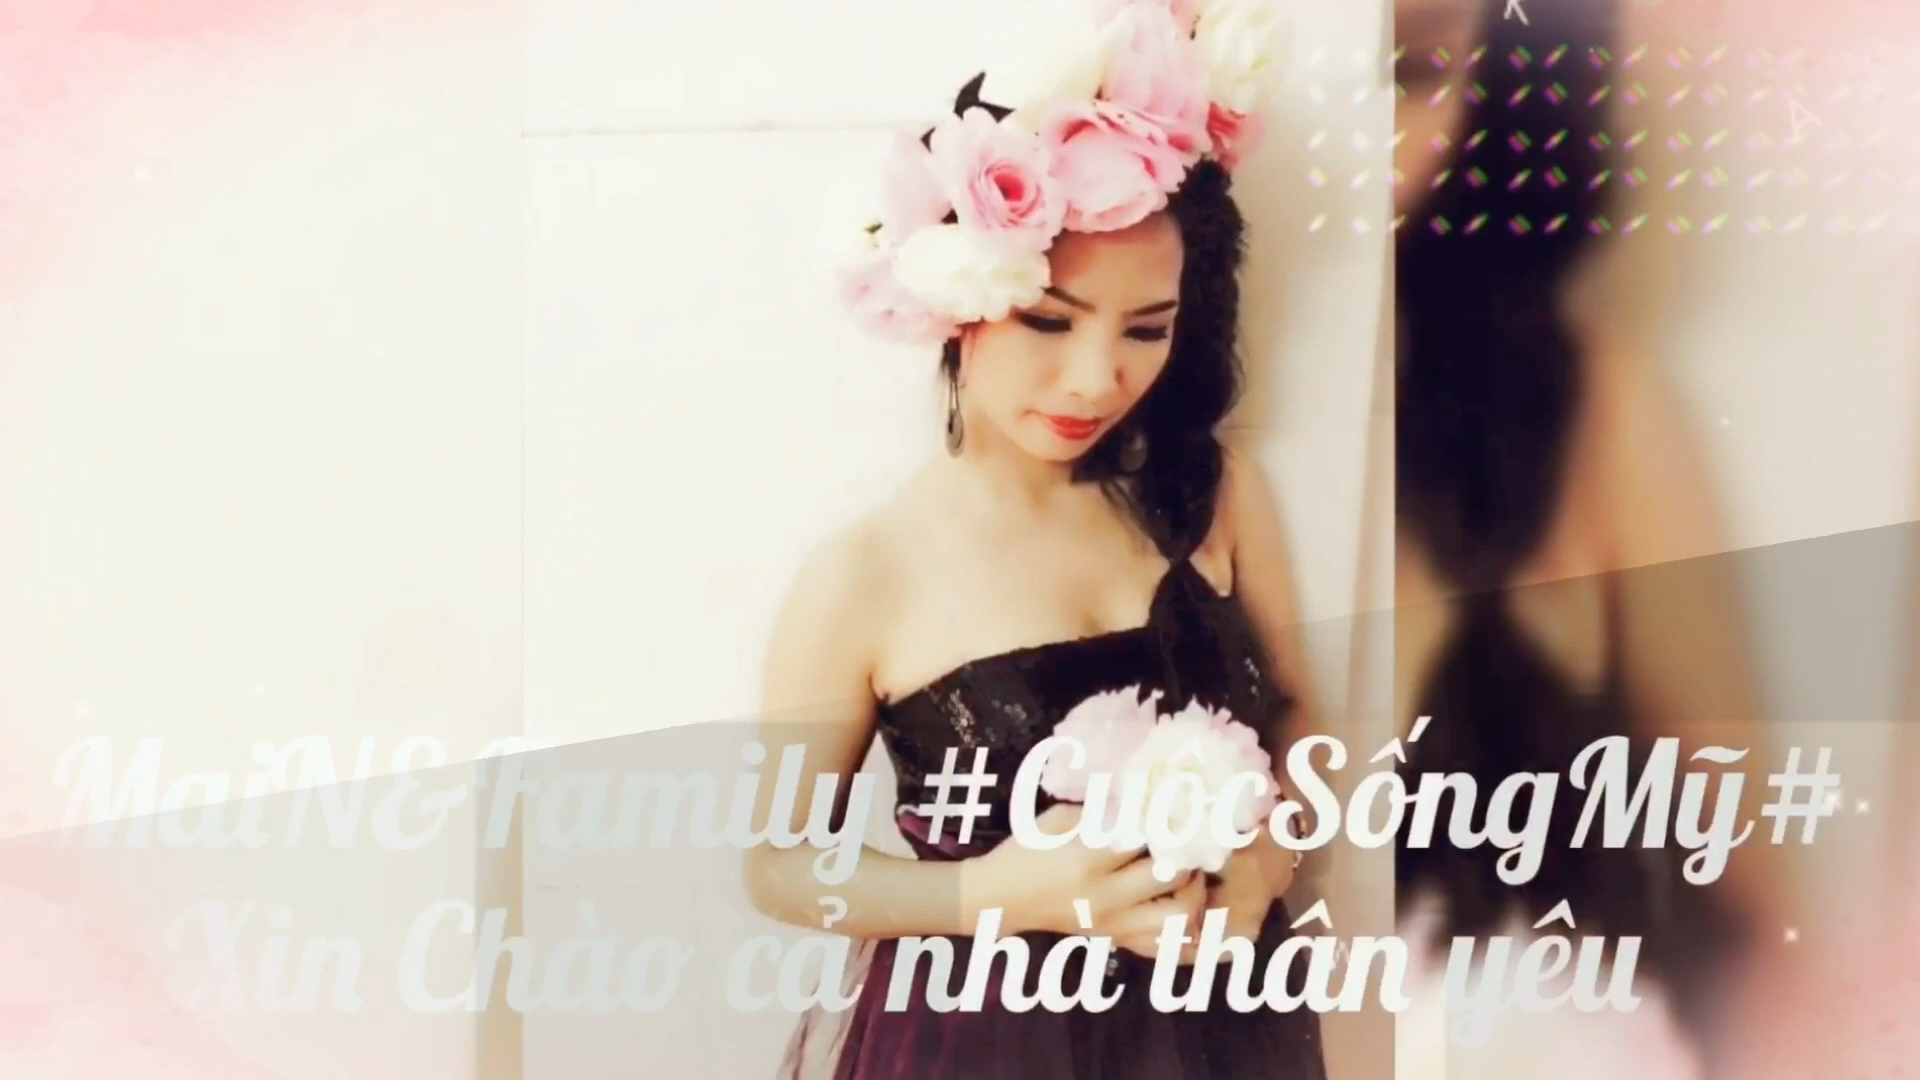 K
A
MaiN&Family #CuộcSốngMỹ#
Xin Chào cả nhà thân yêu